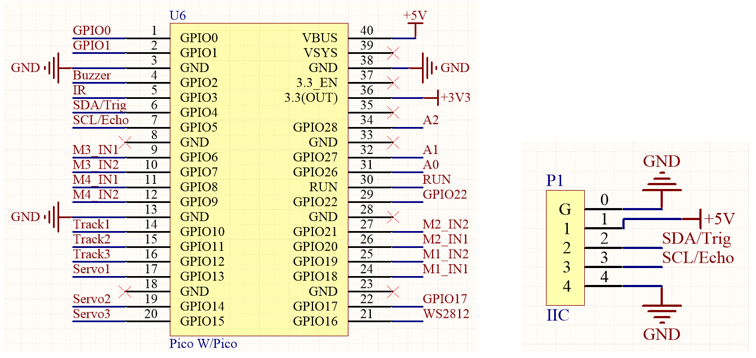 U6
+5V
GPIO0 1 GPIO0 VBUS 40
GPIO1 2 GPIO1 VSYS 39
GND 3 GND GND 38 GND
Buzzer 4 GPIO2 3.3_EN 37
IR 5 GPIO3 3.3(OUT) 36 +3V3
SDA/Trig 6 GPIO4 35
SCL/Echo 7 GPIO5 GPIO28 34 A2
8 GND GND 33
M3_IN1 9 GPIO6 GPIO27 32 A1
M3_IN2 10 GPIO7 GPIO26 31 A0
M4_IN1 11 GPIO8 RUN 30 RUN
M4_IN2 12 GPIO9 GPIO22 29 GPIO22
GND 13 GND GND 28
Track1 14 GPIO10 GPIO21 27 M2_IN2
Track2 15 GPIO11 GPIO20 26 M2_IN1
Track3 16 GPIO12 GPIO19 25 M1_IN2
Servo1 17 GPIO13 GPIO18 24 M1_IN1
18 GND GND 23
Servo2 19 GPIO14 GPIO17 22 GPIO17
Servo3 20 GPIO15 GPIO16 21 WS2812
Pico W/Pico
GND
P1
G 0
1 1 +5V
2 2 SDA/Trig
3 3 SCL/Echo
4 4
IIC
GND